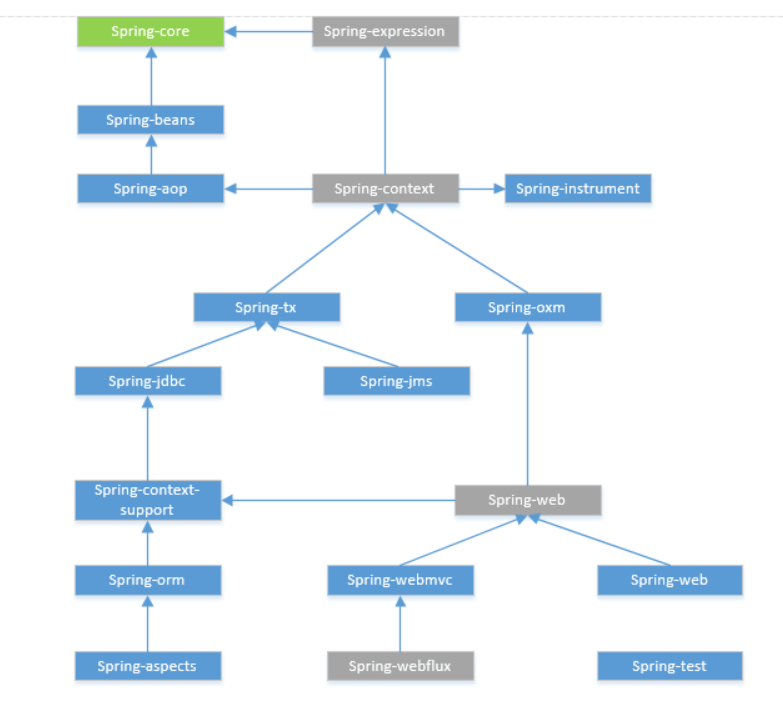 Spring-core
Spring-expression
Spring-beans
Spring-aop
Spring-context
Spring-instrument
Spring-tx
Spring-oxm
Spring-jdbc
Spring-jms
Spring-context-
support
Spring-web
Spring-orm
Spring-webmvc
Spring-web
Spring-aspects
Spring-webflux
Spring-test